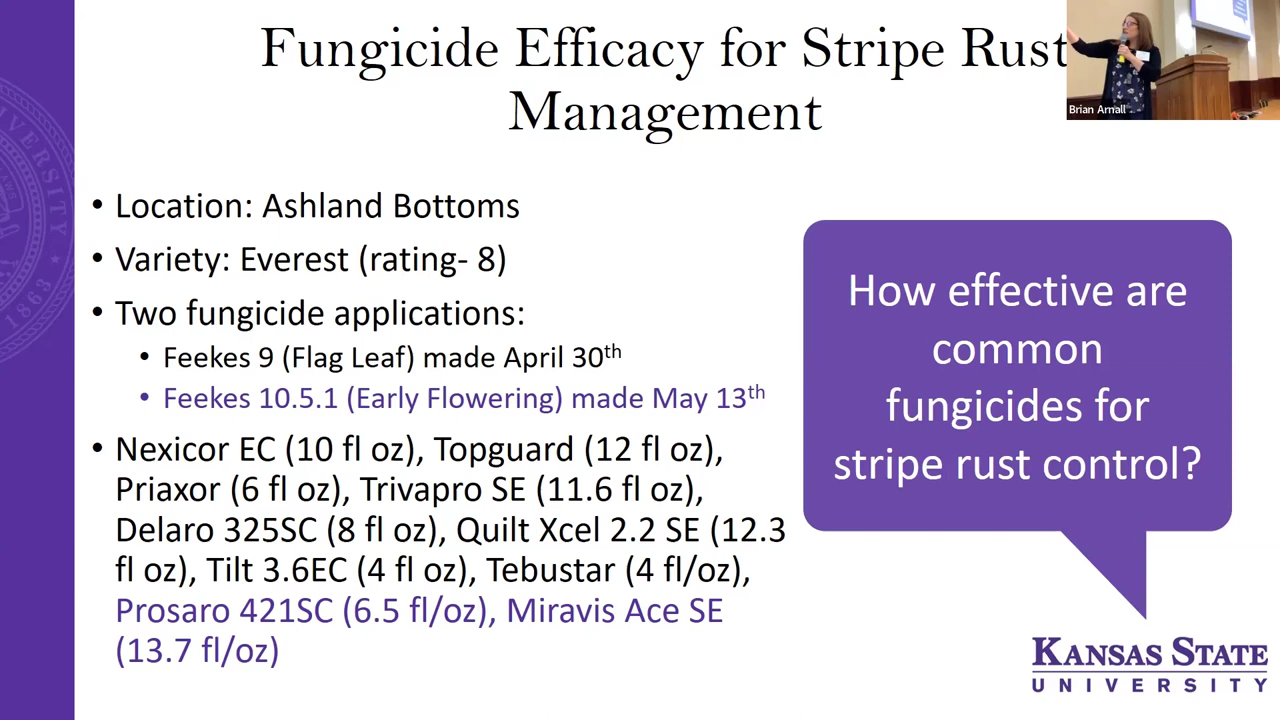 Fungicide Efficacy for Stripe Rust
Management
Brian Arnall
• Location: Ashland Bottoms
• Variety: Everest (rating- 8)
• Two fungicide applications:
• Feekes 9 (Flag Leaf) made April 30th
• Feekes 10.5.1 (Early Flowering) made May 13th
• Nexicor EC (10 fl oz), Topguard (12 fl oz),
Priaxor (6 fl oz), Trivapro SE (11.6 fl oz),
Delaro 325SC (8 fl oz), Quilt Xcel 2.2 SE (12.3
fl oz), Tilt 3.6EC (4 fl oz), Tebustar (4 fl/oz),
Prosaro 421SC (6.5 fl/oz), Miravis Ace SE
(13.7 fl/oz)
How effective are
common
fungicides for
stripe rust control?
KANSAS STATE
UNIVERSITY
ERSITY
1863